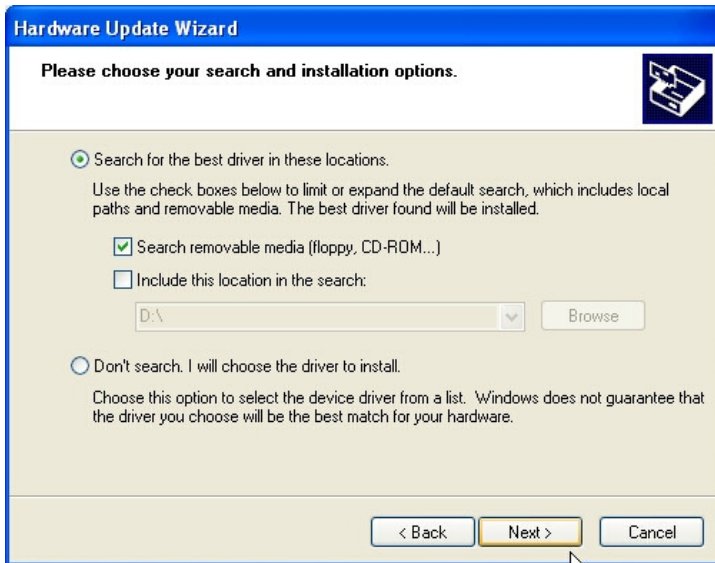 Hardware Update Wizard
Please choose your search and installation options.
Search for the best driver in these locations.
Use the check boxes below to limit or expand the default search, which includes local
paths and removable media. The best driver found will be installed.
Search removable media (floppy, CD-ROM...)
Include this location in the search:
D:\
Browse
Don't search. I will choose the driver to install.
Choose this option to select the device driver from a list. Windows does not guarantee that
the driver you choose will be the best match for your hardware.
< Back
Next >
Cancel